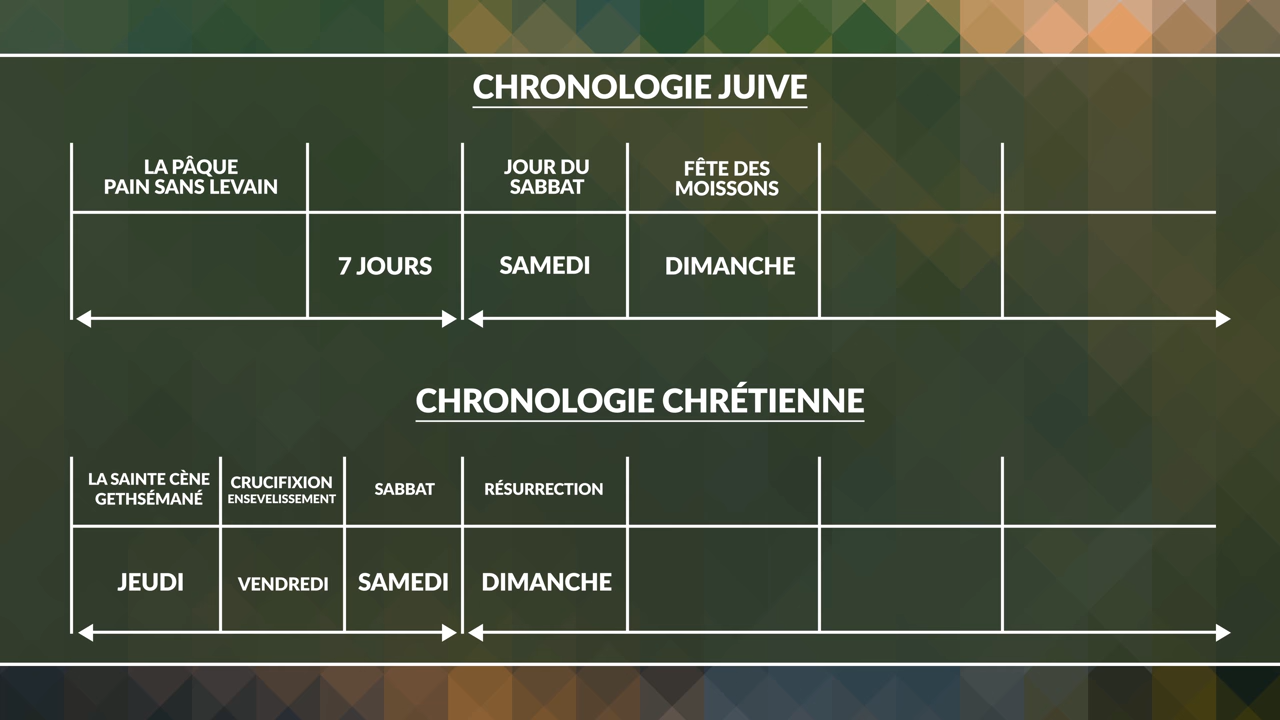 CHRONOLOGIE JUIVE
LA PÂQUE
PAIN SANS LEVAIN
JOUR DU
SABBAT
FÊTE DES
MOISSONS
7 JOURS
SAMEDI
DIMANCHE
CHRONOLOGIE CHRÉTIENNE
LA SAINTE CÈNE
GETHSÉMANÉ
CRUCIFIXION
ENSEVELISSEMENT
SABBAT
RÉSURRECTION
JEUDI
VENDREDI
SAMEDI
DIMANCHE